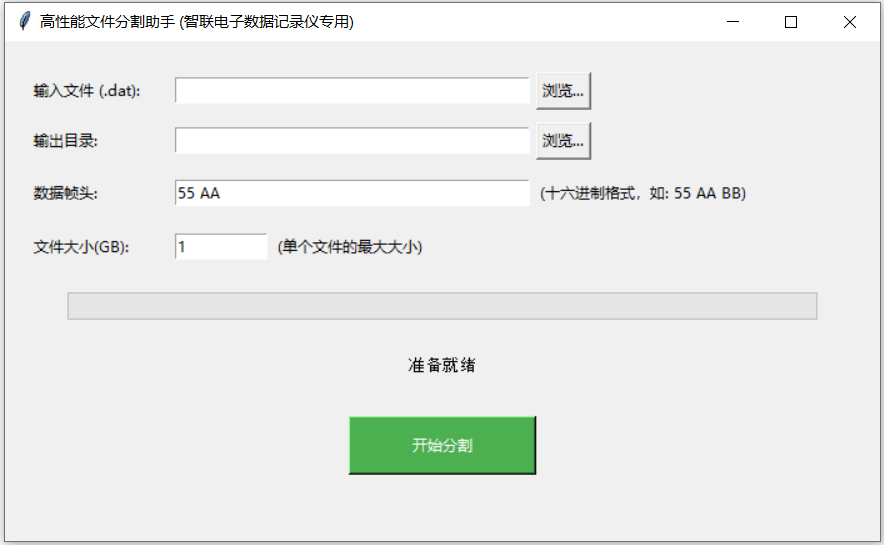 高性能文件分割助手 (智联电子数据记录仪专用)
输入文件 (.dat): 浏览...
输出目录: 浏览...
数据帧头: 55 AA (十六进制格式，如: 55 AA BB)
文件大小(GB): 1 (单个文件的最大大小)
准备就绪
开始分割